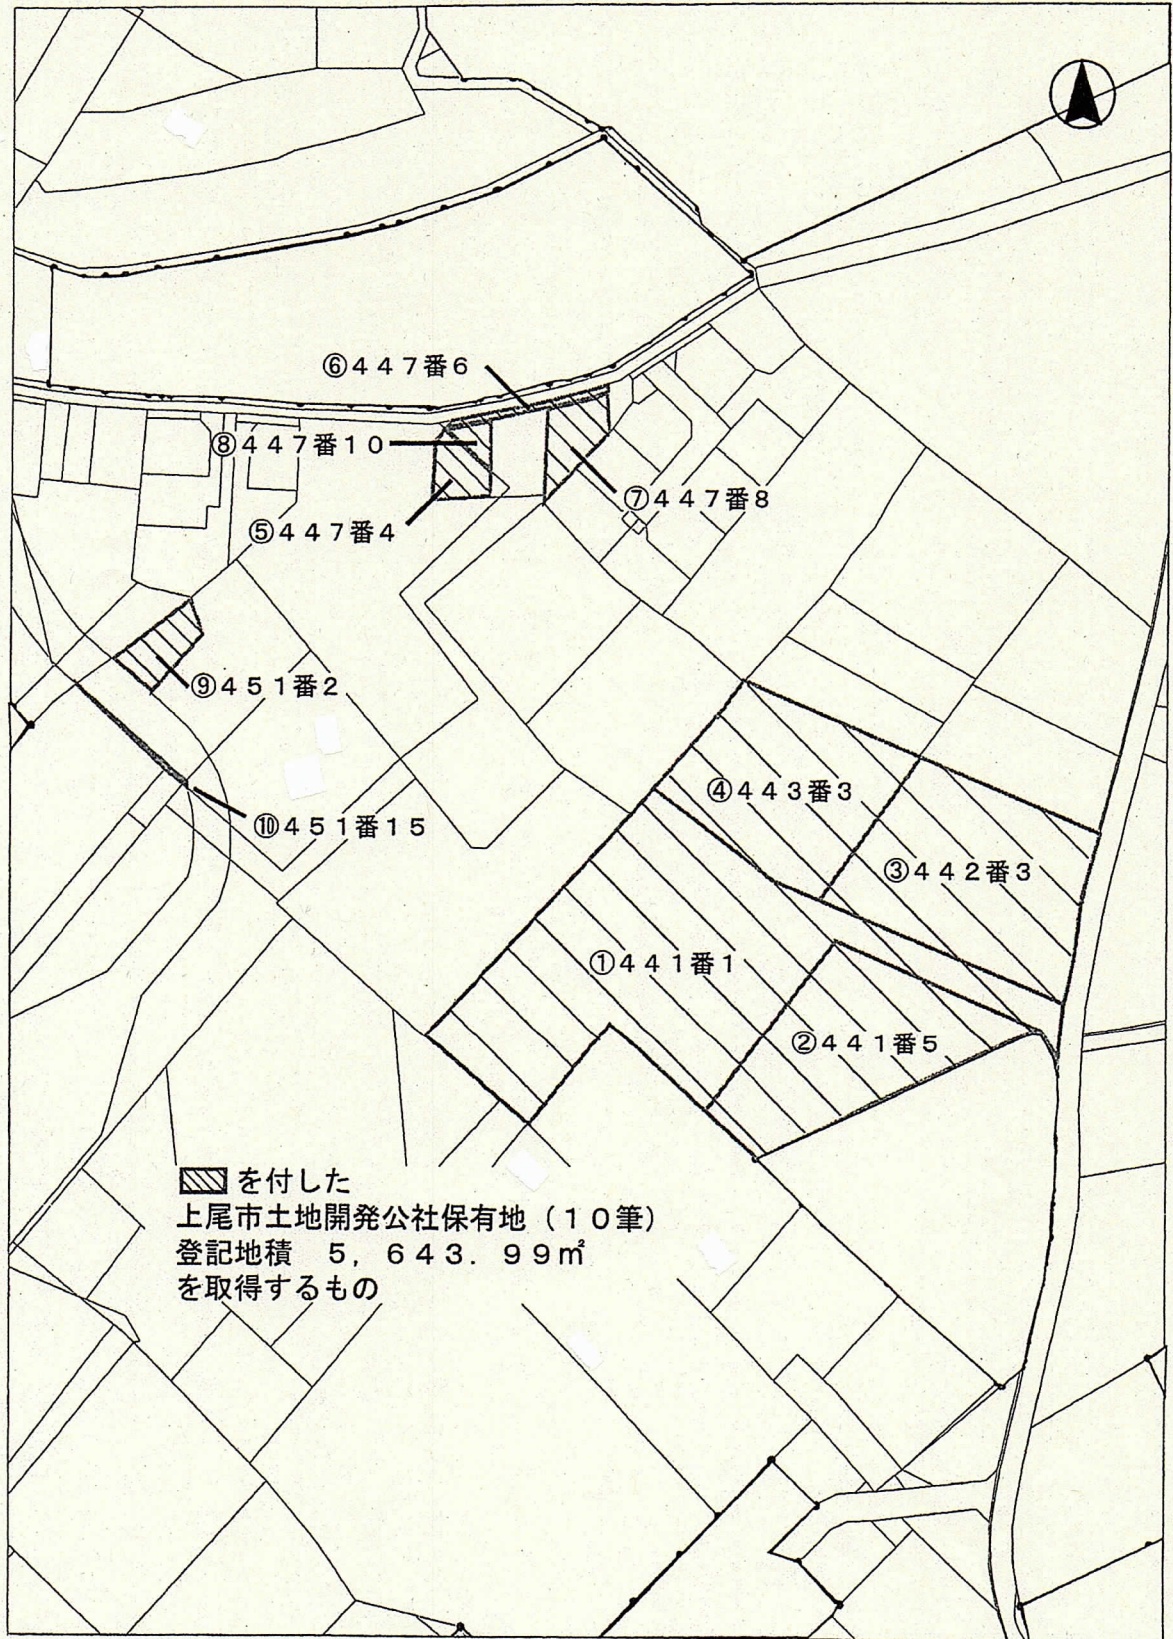 ⑥447番6
⑧447番10
⑦447番8
⑤447番4
⑨451番2
④443番3
⑩451番15
③442番3
①441番1
②441番5
を付した
上尾市土地開発公社保有地(10筆)
登記地積 5,643.99㎡
を取得するもの